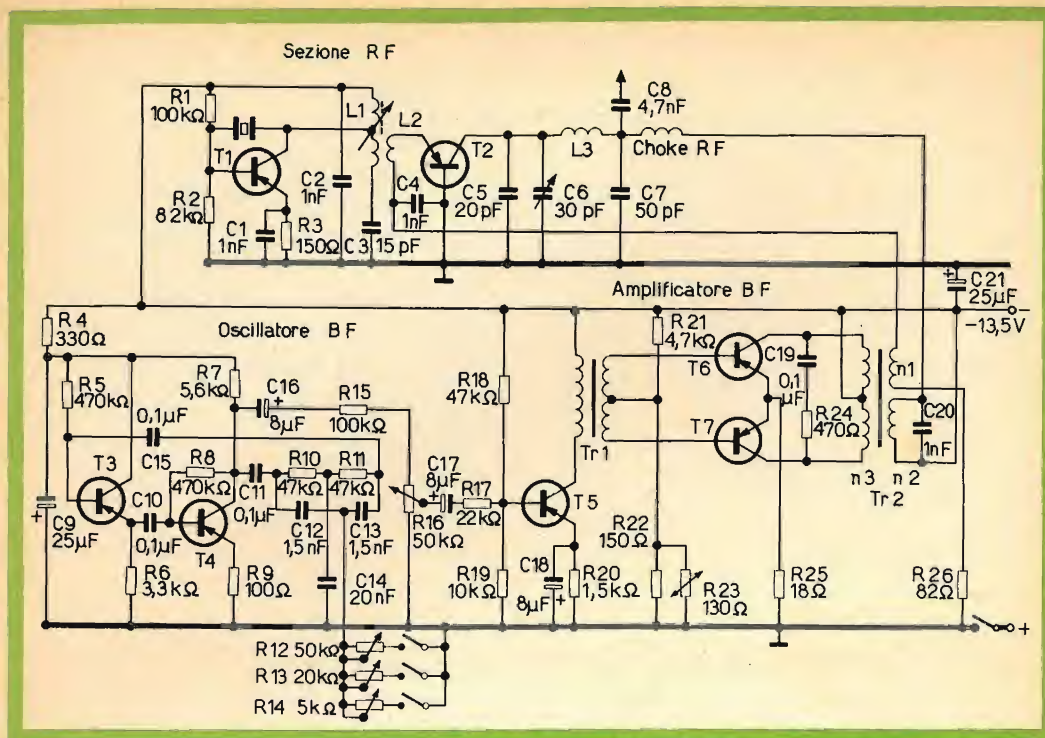 Sezione RF
R1
100kΩ
L1
L2
C8
4,7nF
T1
T2
L3
Choke RF
R2
82kΩ
C2
1nF
C4
1nF
C5
20pF
C6
30 pF
C7
50 pF
C1
1nF
R3
150Ω
C3
15 pF
C21
25µF
Amplificatore BF
Oscillatore BF
- 
-13,5V
R4
330Ω
R21
4,7kΩ
R7
5,6kΩ
C16
+
8µF
R15
100kΩ
R18
47kΩ
T6
C19
0,1
µF
n1
R5
470kΩ
0,1µF
C15
R24
470Ω
C20
1nF
Tr1
T7
n3
n2
Tr 2
T3
R8
470kΩ
C11
0,1µF
R10
47kΩ
R11
47kΩ
C17
8µF
+
R17
22kΩ
T5
C10
0,1µF
T4
C12
1,5nF
C13
1,5nF
R16
50kΩ
R22
150Ω
C9
25µF
+
R6
3,3kΩ
R9
100Ω
C14
20nF
R19
10kΩ
C18
8µF
+
R20
1,5kΩ
R23
130Ω
R25
18Ω
R26
82Ω
+
R12 50kΩ
R13 20kΩ
R14 5kΩ